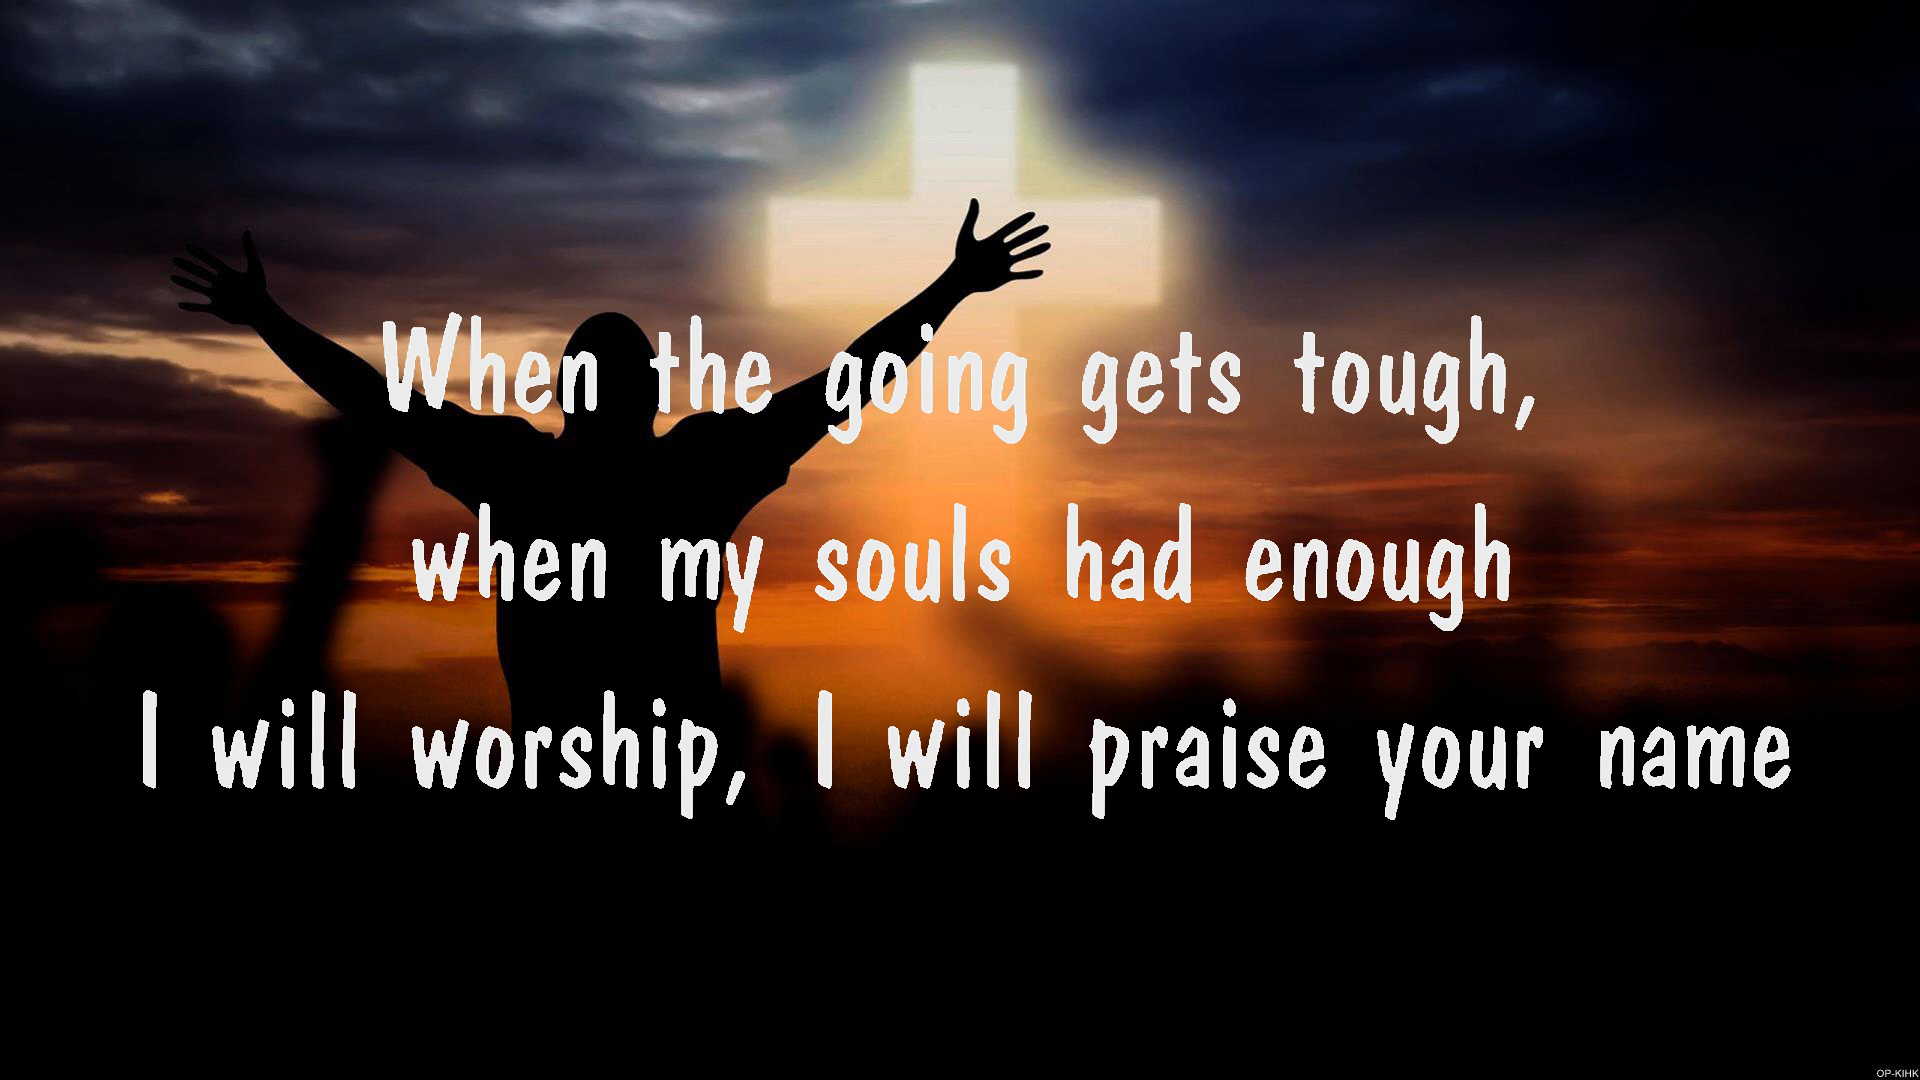 When the going gets tough,
when my souls had enough
I will worship, I will praise your name
OP-KIHK